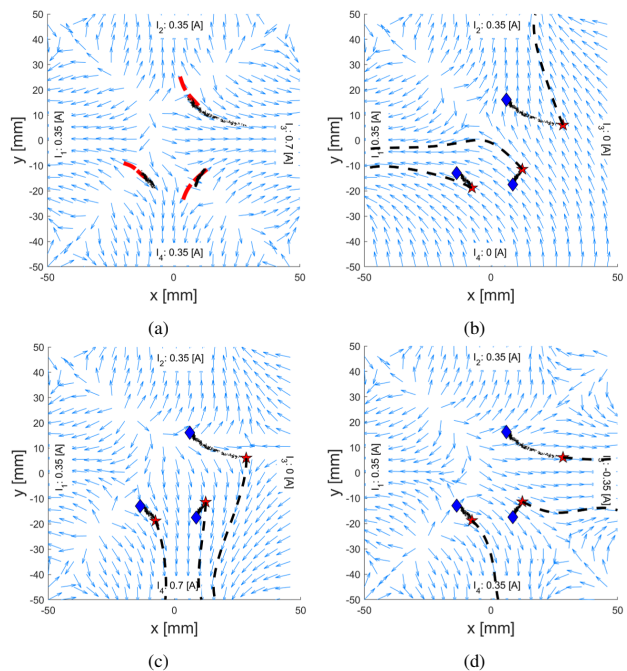 50
40
30
20
10
0
-10
-20
-30
-40
-50
y [mm]
I2: 0.35 [A]
I1: 0.35 [A]
I3: 0.7 [A]
I4: 0.35 [A]
-50 0 50
x [mm]
(a)
50
40
30
20
10
0
-10
-20
-30
-40
-50
y [mm]
I2: 0.35 [A]
I1: 0.35 [A]
I3: 0 [A]
I4: 0 [A]
-50 0 50
x [mm]
(b)
50
40
30
20
10
0
-10
-20
-30
-40
-50
y [mm]
I2: 0.35 [A]
I1: 0.35 [A]
I3: 0 [A]
I4: 0.7 [A]
-50 0 50
x [mm]
(c)
50
40
30
20
10
0
-10
-20
-30
-40
-50
y [mm]
I2: 0.35 [A]
I1: 0.35 [A]
-0.35 [A]
I4: 0.35 [A]
-50 0 50
x [mm]
(d)